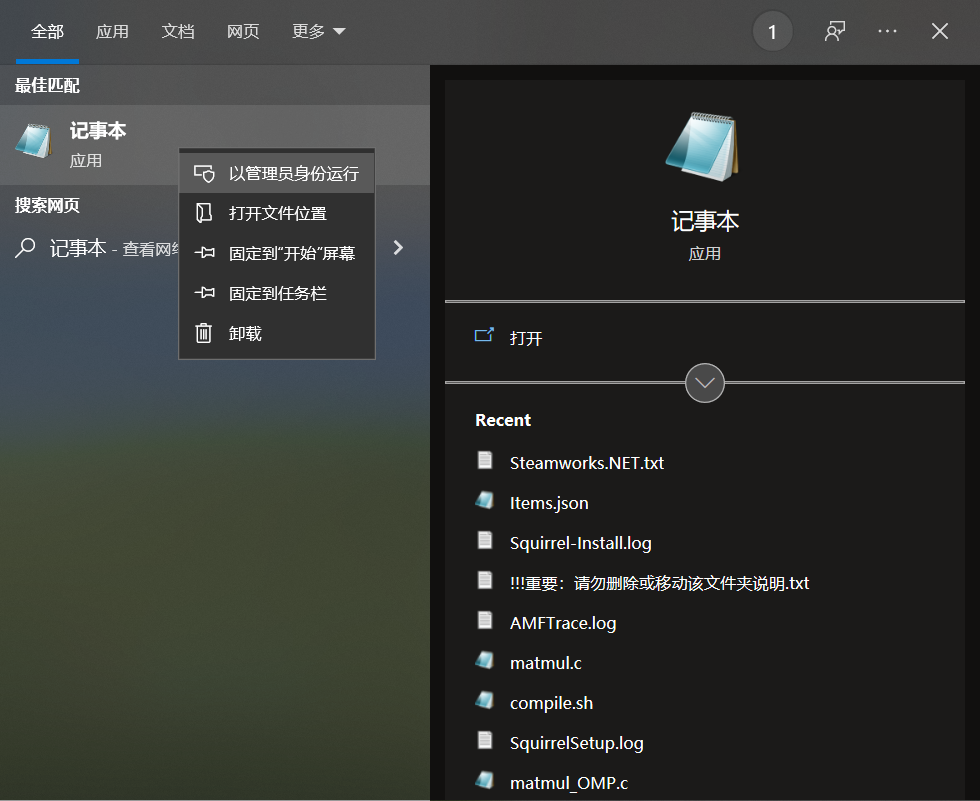 全部 应用 文档 网页 更多 1
最佳匹配
记事本
应用
搜索网页
记事本 - 查看网络
以管理员身份运行
打开文件位置
固定到"开始"屏幕
固定到任务栏
卸载
记事本
应用
打开
Recent
Steamworks.NET.txt
Items.json
Squirrel-Install.log
!!!重要：请勿删除或移动该文件夹说明.txt
AMFTrace.log
matmul.c
compile.sh
SquirrelSetup.log
matmul_OMP.c